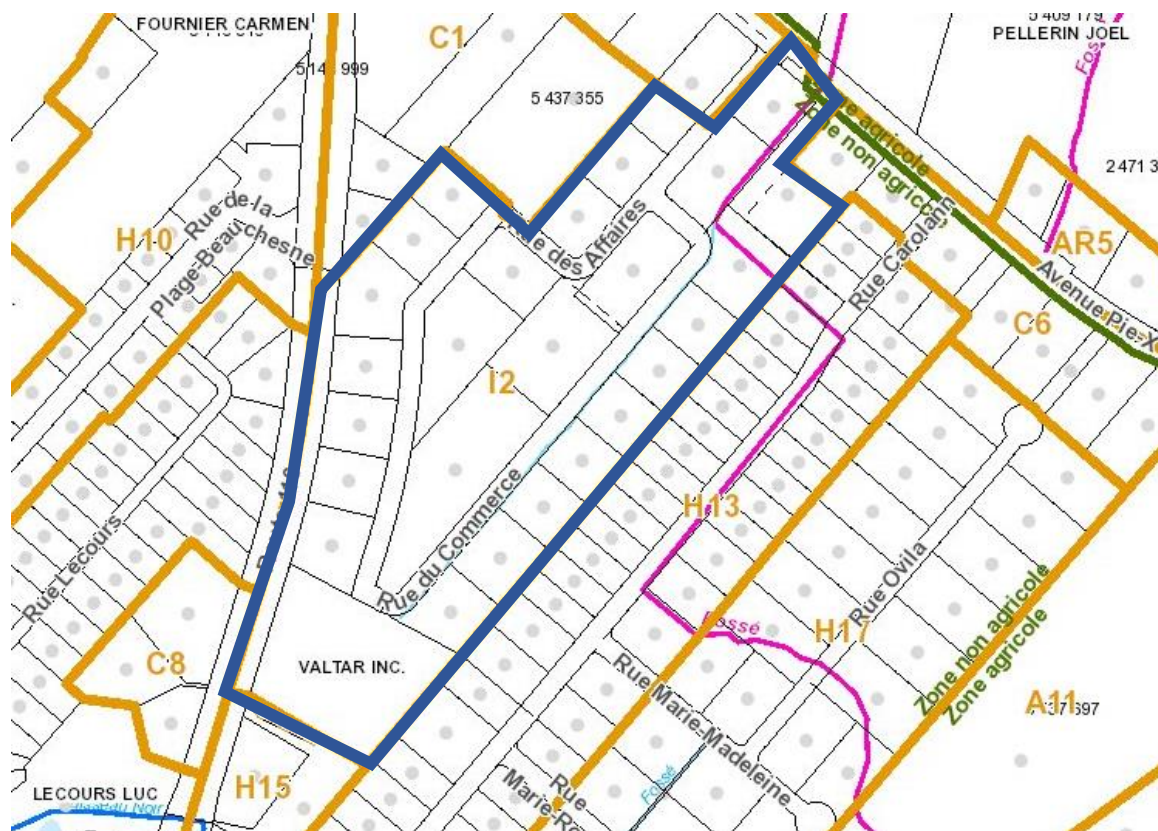 FOURNIER CARMEN
C1
5 409 179
PELLERIN JOEL
5 437 355
Zone agricole
Zone non agricole
2 471 3
Rue de la
Plage-Beauchesne
H10
Rue des Affaires
Rue Carolann
AR5
Avenue Pie-X
C6
I2
Rue du Commerce
H13
Rue Lecours
Rue Ovila
Fossé
H17
Zone non agricole
Zone agricole
C8
VALTAR INC.
Rue Marie-Madeleine
A11
H15
Fossé
Rue
LECOURS LUC